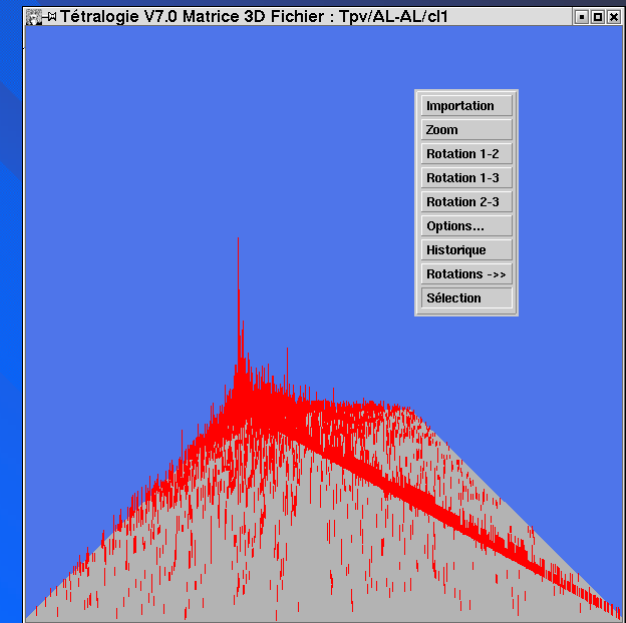 Tétralogie V7.0 Matrice 3D Fichier : Tpv/AL-AL/cl1
Importation
Zoom
Rotation 1-2
Rotation 1-3
Rotation 2-3
Options...
Historique
Rotations ->>
Sélection